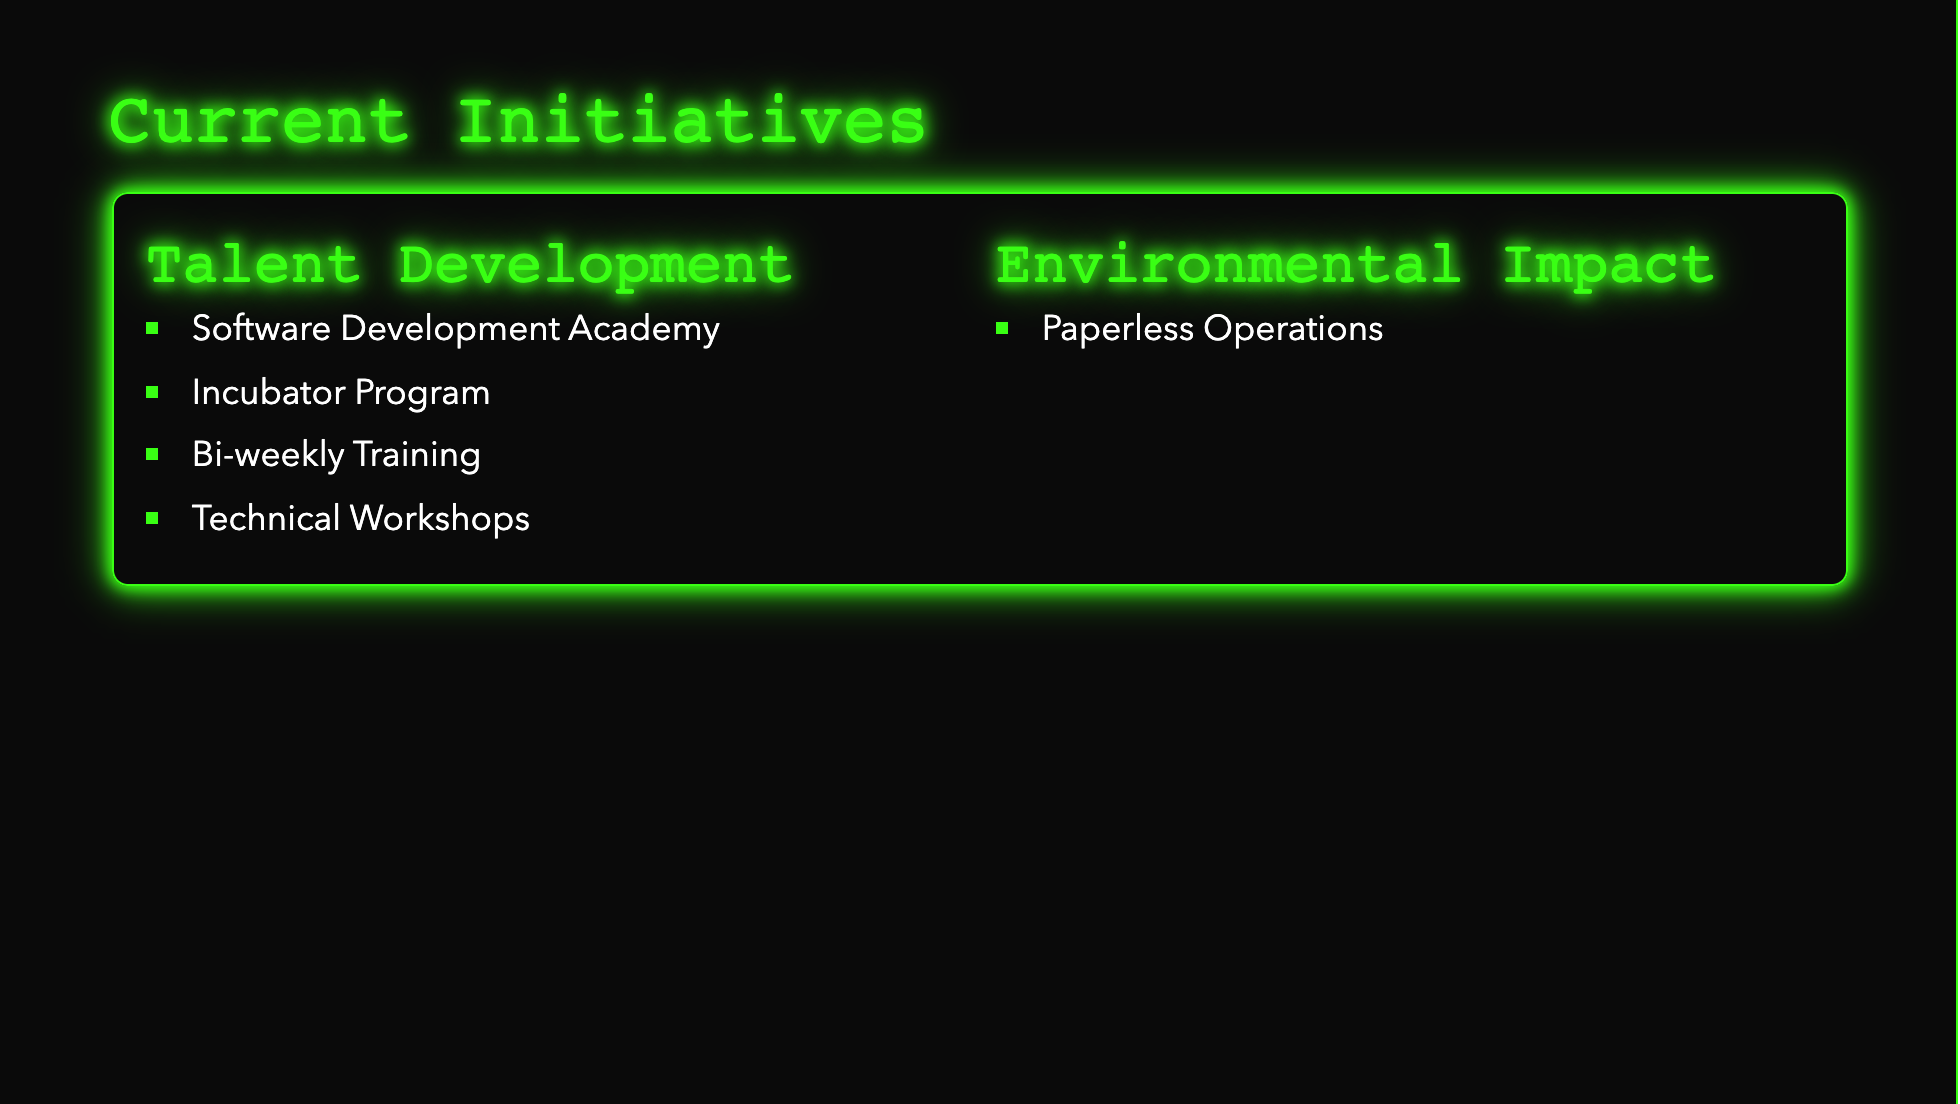 Current Initiatives
Talent Development
Software Development Academy
Incubator Program
Bi-weekly Training
Technical Workshops
Environmental Impact
Paperless Operations